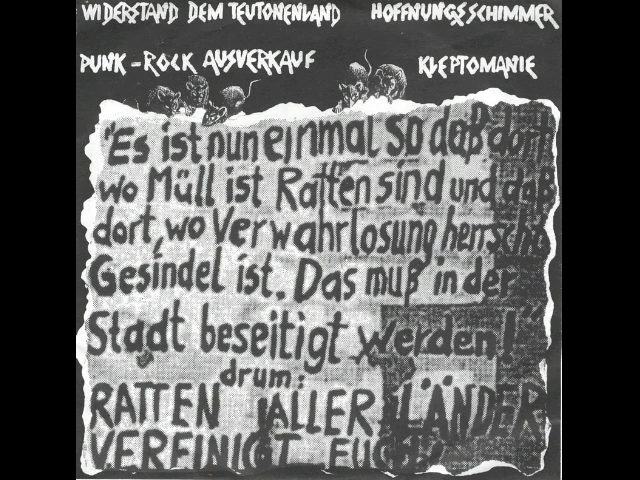 WIDERSTAND DEM TEUTONENLAND HOFFNUNGSSCHIMMER
PUNK-ROCK AUSVERKAUF KLEPTOMANIE
"Es ist nun einmal so daß dort
wo Müll ist Ratten sind und daß
dort, wo Verwahrlosung herrscht
Gesindel ist. Das muß in der
Stadt beseitigt werden!"
drum:
RATTEN ALLER LÄNDER
VEREINIGT EUCH!